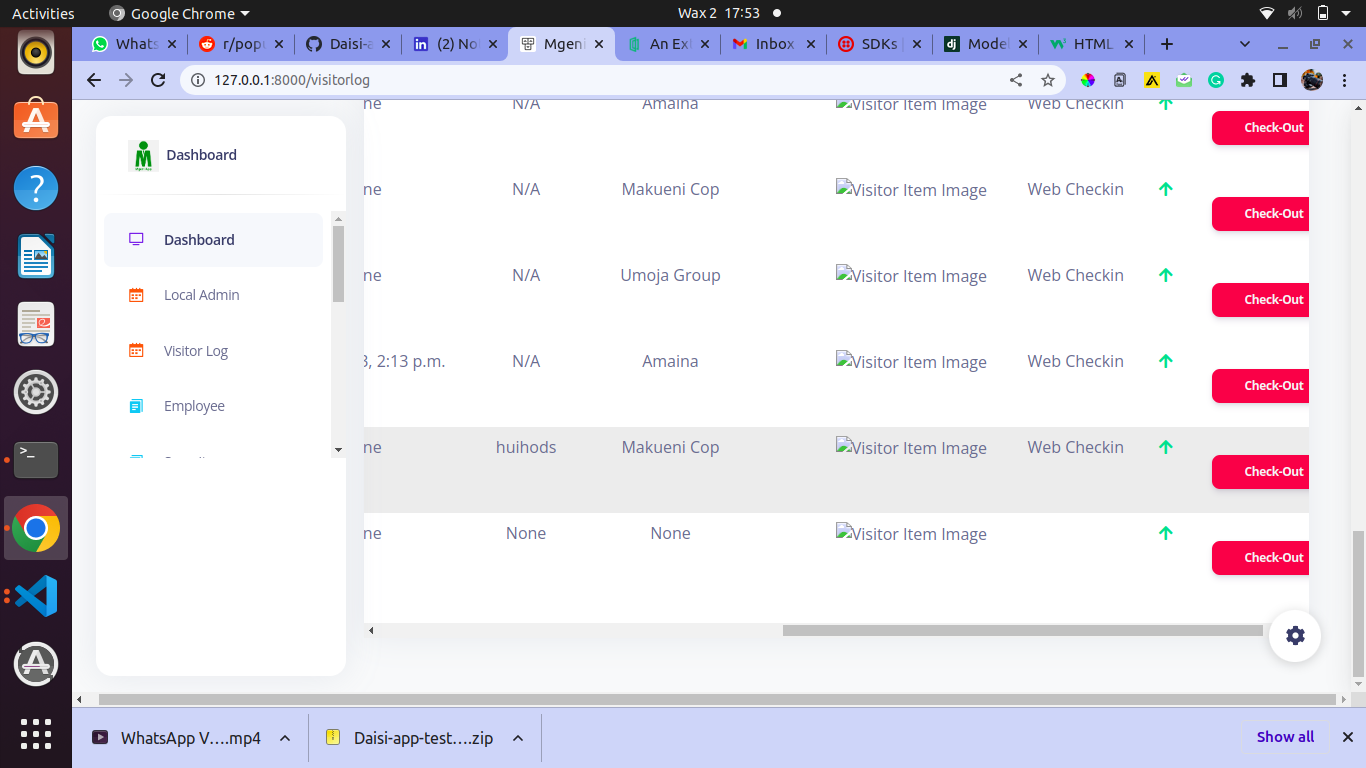 Activities Google Chrome Wax 2 17:53
Whats r/popu Daisi-a (2) No Mgeni An Ex Inbox SDKs Model HTML
127.0.0.1:8000/visitorlog
Dashboard
Dashboard
Local Admin
Visitor Log
Employee
ne N/A Amaina Visitor Item Image Web Checkin Check-Out
ne N/A Makueni Cop Visitor Item Image Web Checkin Check-Out
ne N/A Umoja Group Visitor Item Image Web Checkin Check-Out
3, 2:13 p.m. N/A Amaina Visitor Item Image Web Checkin Check-Out
ne huihods Makueni Cop Visitor Item Image Web Checkin Check-Out
ne None None Visitor Item Image Check-Out
WhatsApp V....mp4 Daisi-app-test....zip Show all